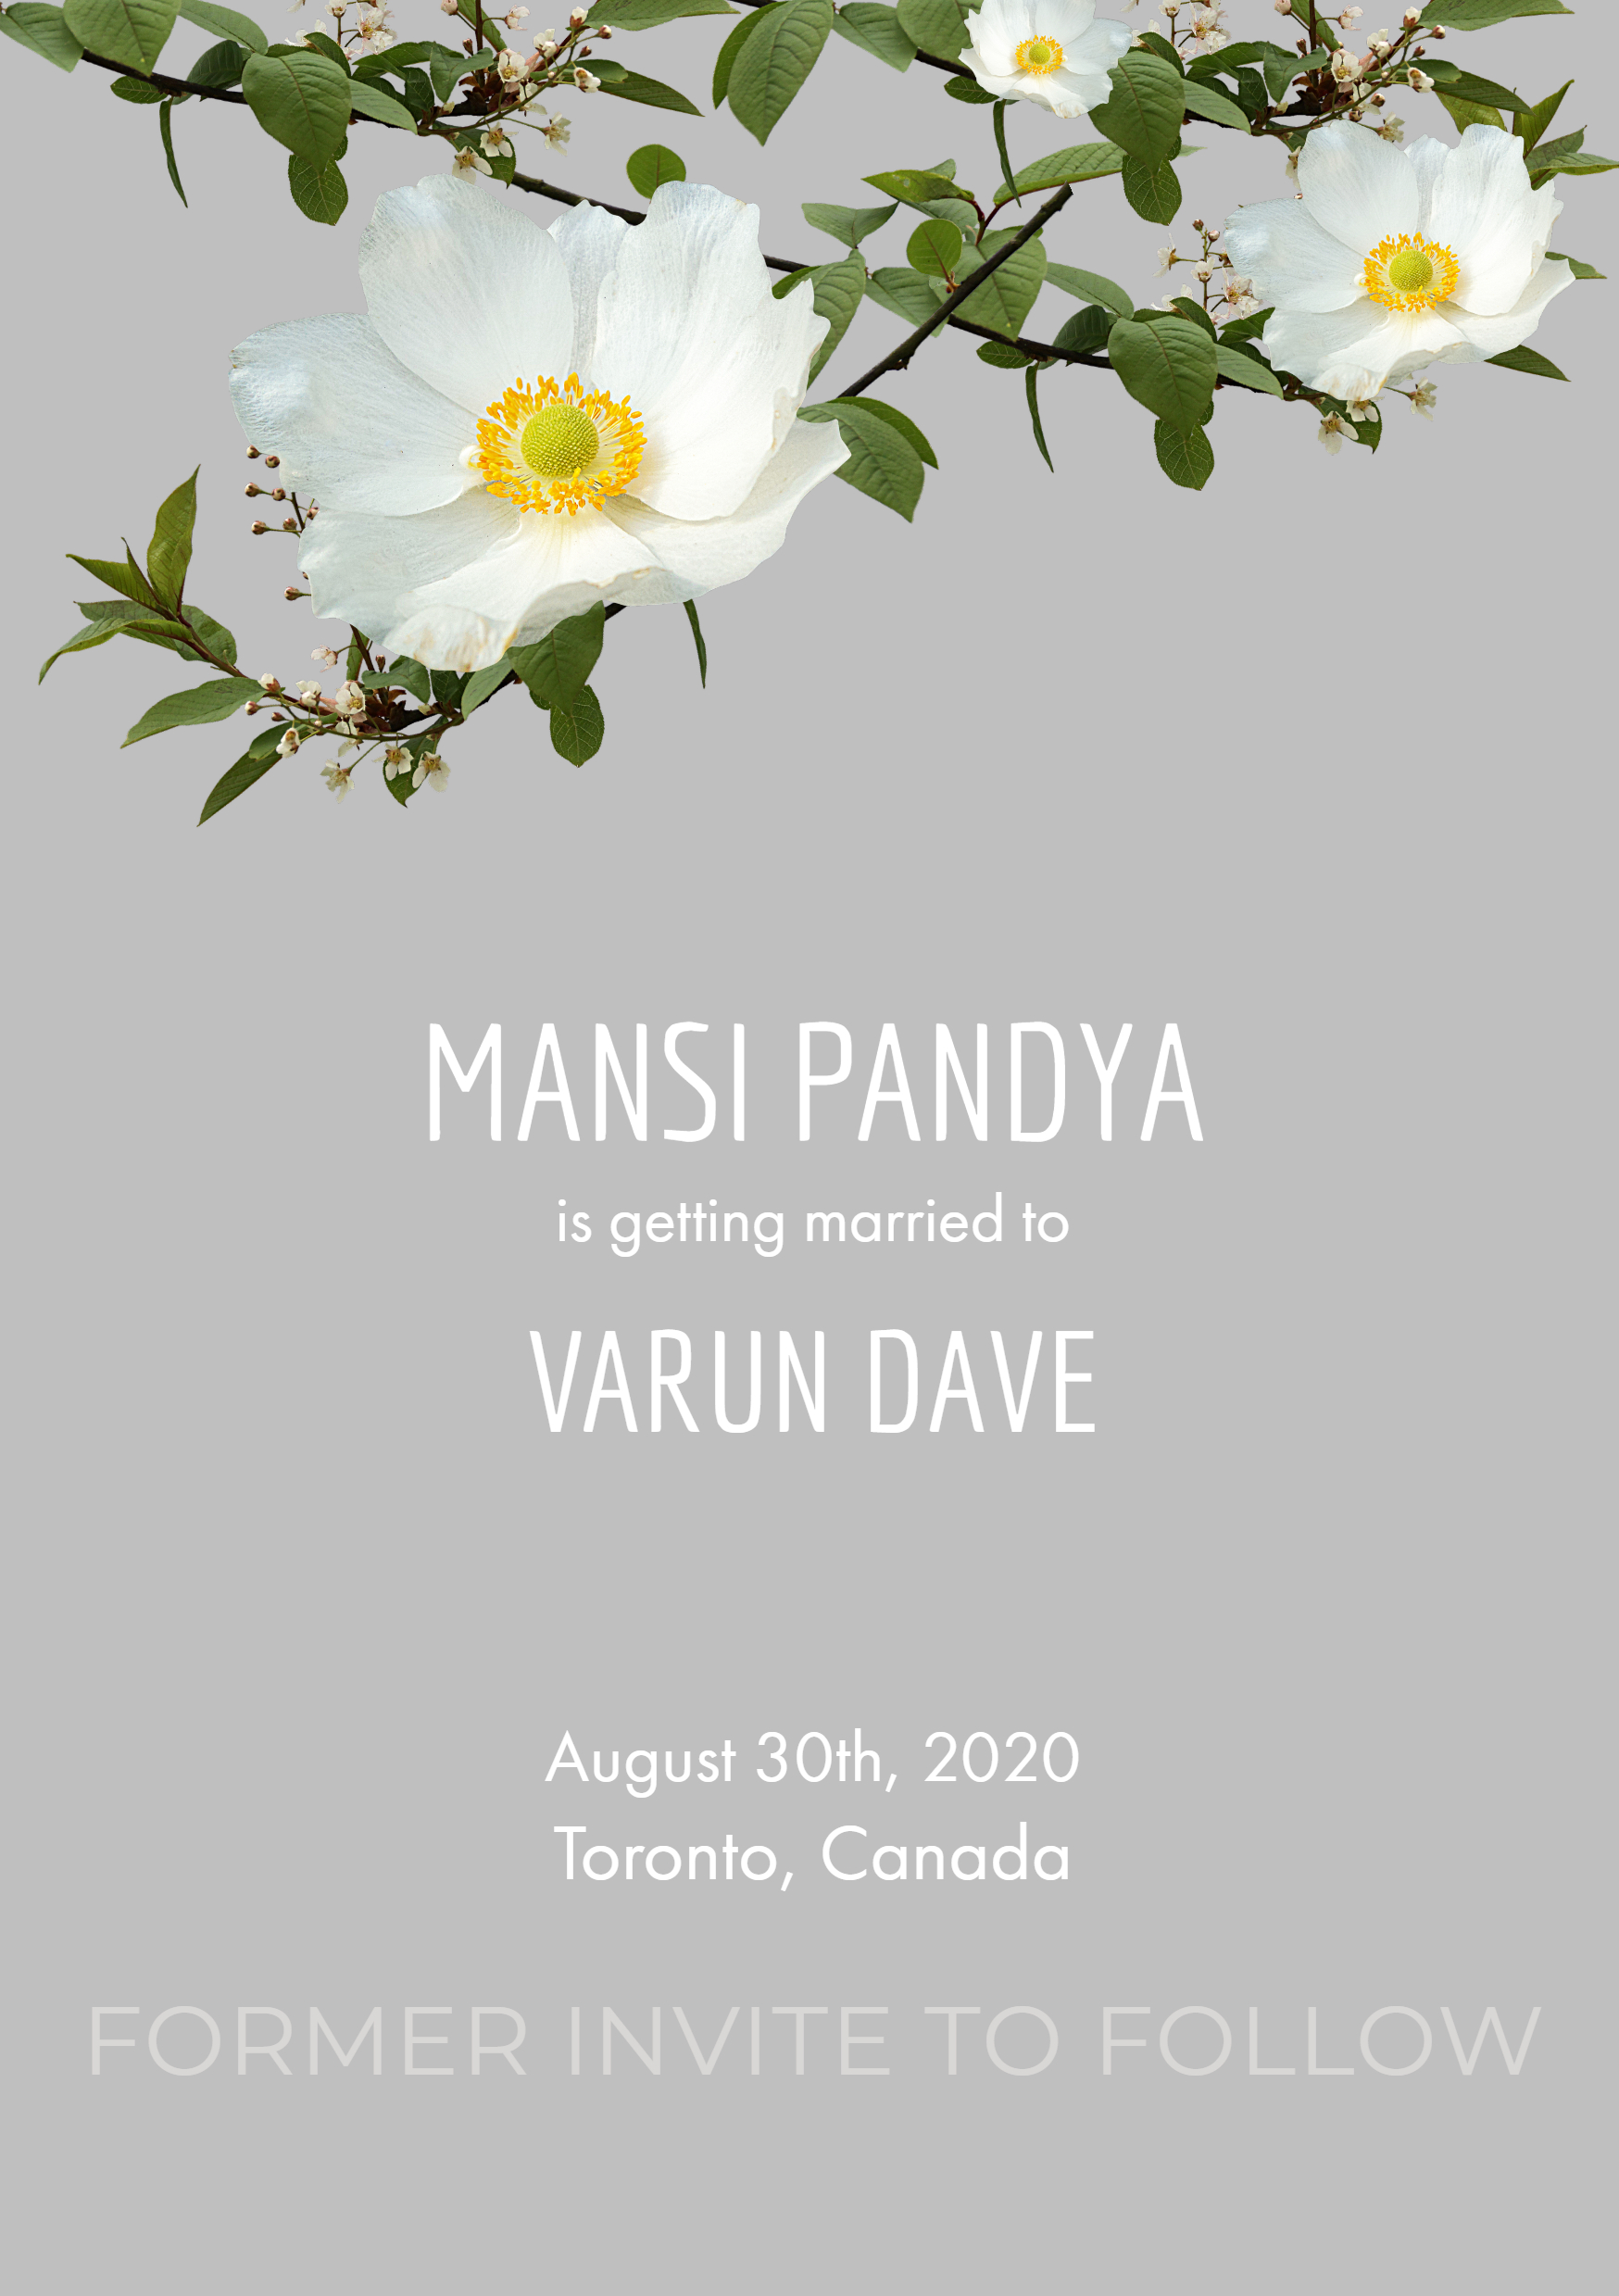 MANSI PANDYA
is getting married to
VARUN DAVE
August 30th, 2020
Toronto, Canada
FORMER INVITE TO FOLLOW